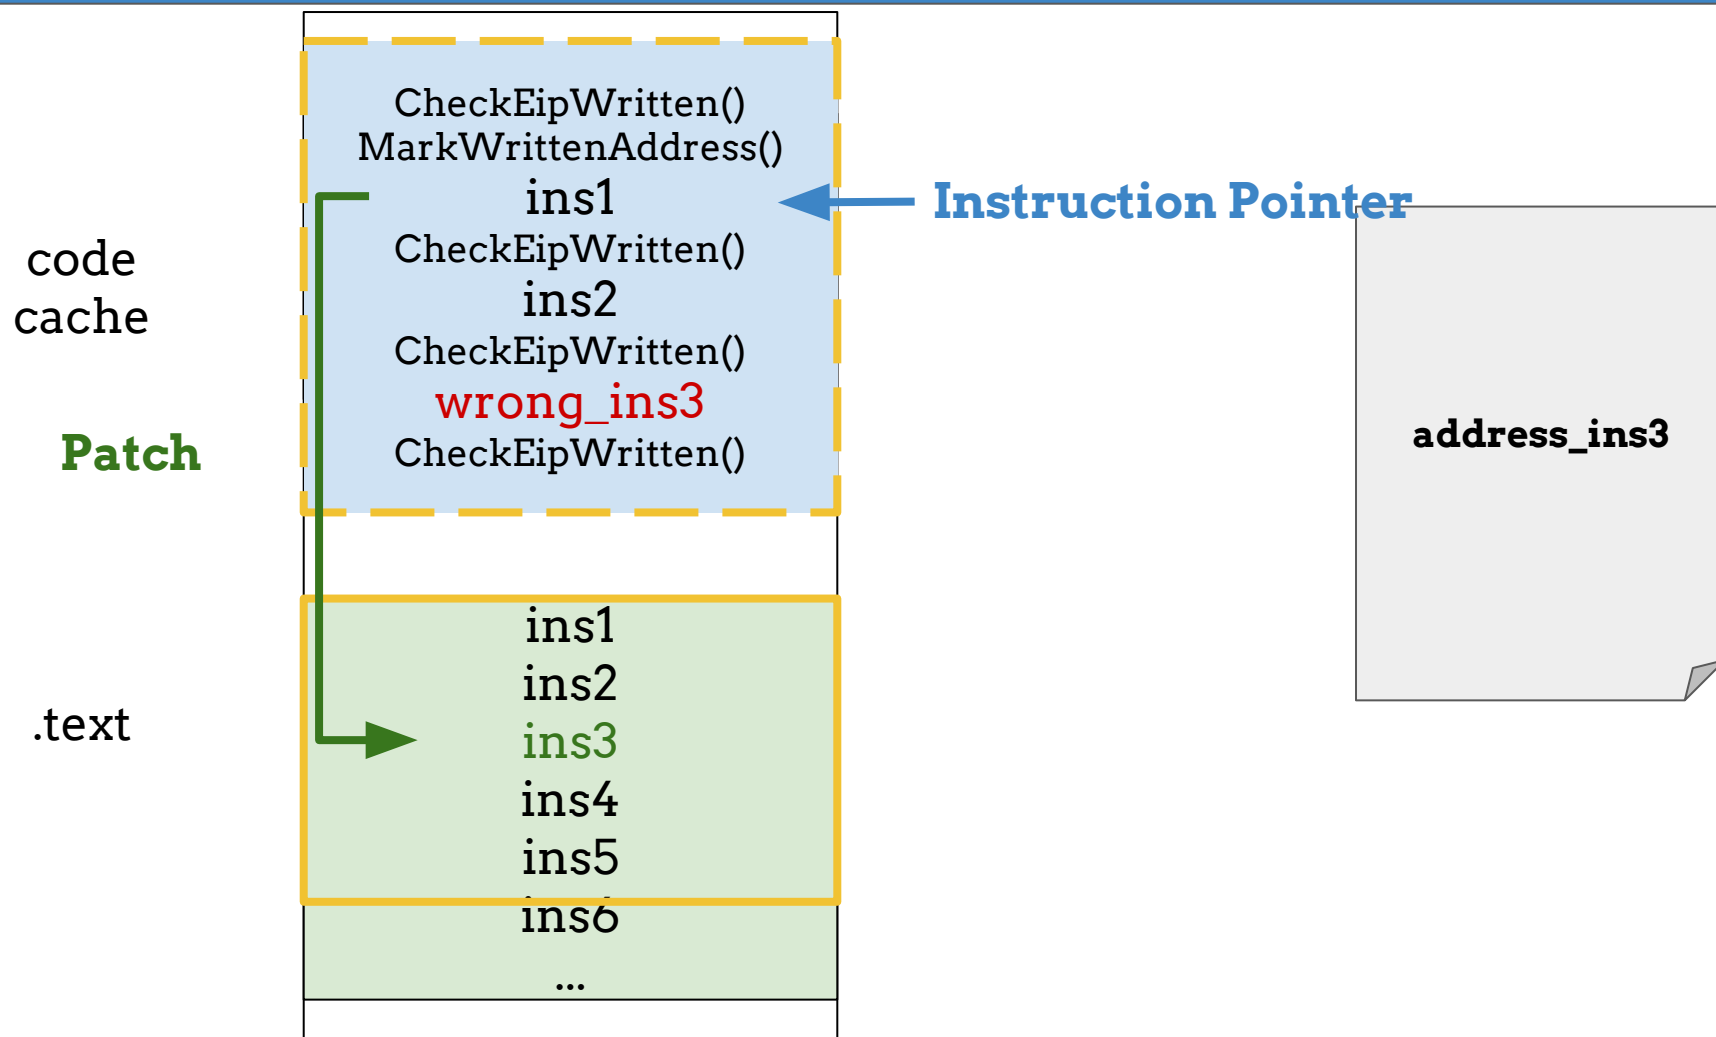 CheckEipWritten()
MarkWrittenAddress()
ins1
CheckEipWritten()
ins2
CheckEipWritten()
wrong_ins3
CheckEipWritten()
Instruction Pointer
code
cache
Patch
address_ins3
.text
ins1
ins2
ins3
ins4
ins5
ins6
...